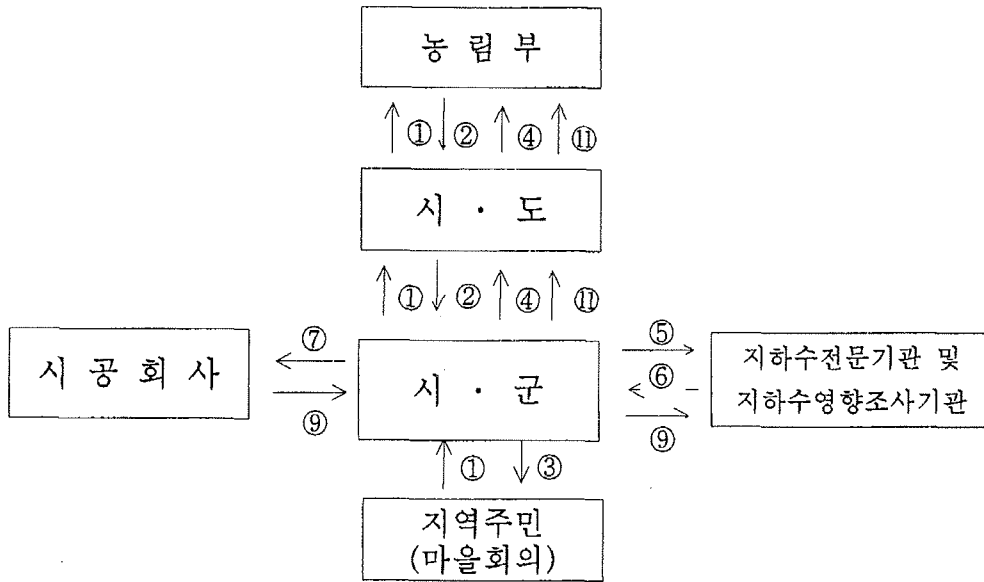 농 림 부
① ② ④ ⑪
시 · 도
① ② ④ ⑪
시 공 회 사
⑦
⑨
시 · 군
⑤
⑥
⑨
지하수전문기관 및
지하수영향조사기관
① ③
지역주민
(마을회의)